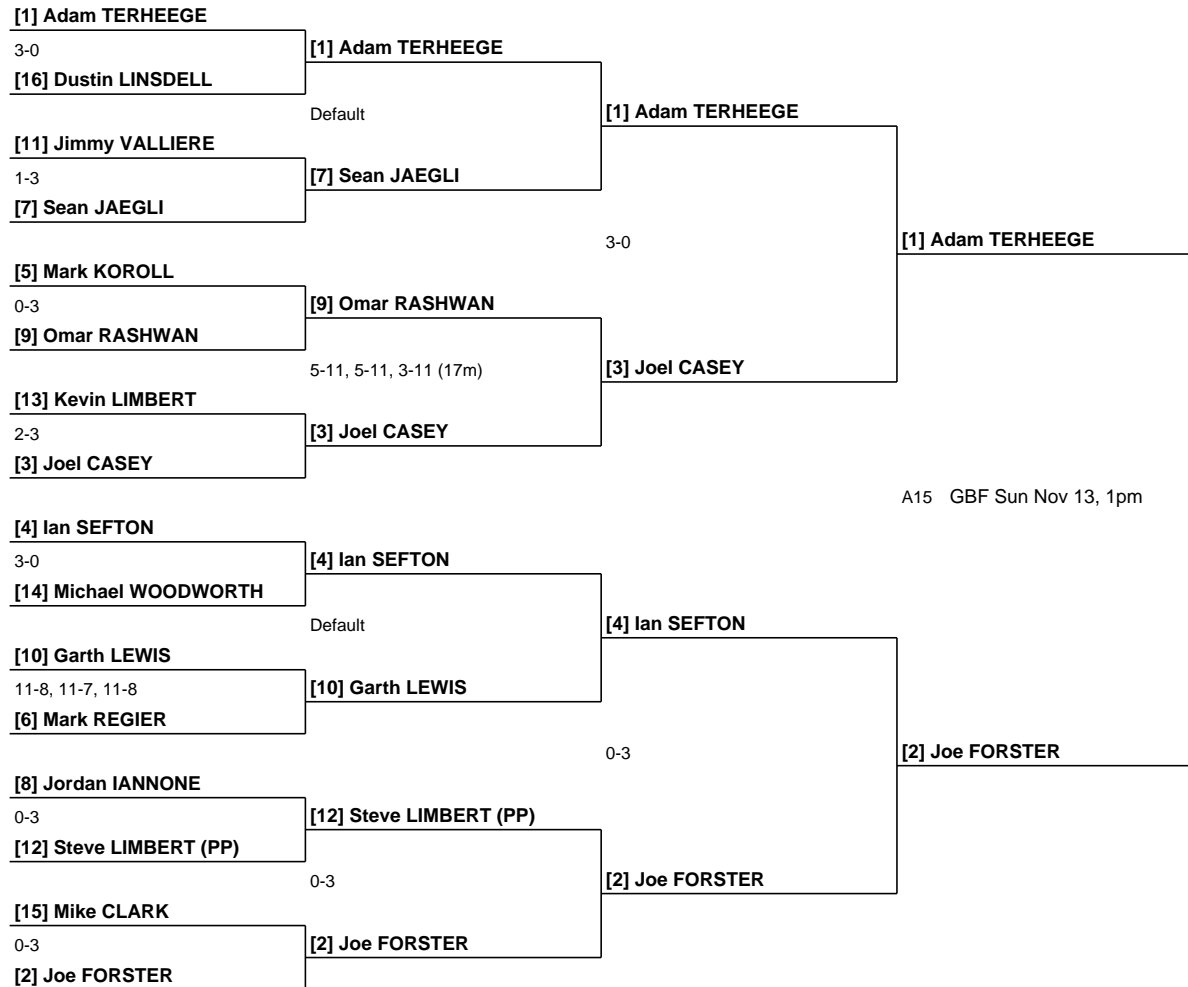 [1] Adam TERHEEGE
3-0
[1] Adam TERHEEGE
[16] Dustin LINSDELL
Default
[1] Adam TERHEEGE
[11] Jimmy VALLIERE
1-3
[7] Sean JAEGLI
[7] Sean JAEGLI
3-0
[1] Adam TERHEEGE
[5] Mark KOROLL
0-3
[9] Omar RASHWAN
[9] Omar RASHWAN
5-11, 5-11, 3-11 (17m)
[3] Joel CASEY
[13] Kevin LIMBERT
2-3
[3] Joel CASEY
[3] Joel CASEY
A15 GBF Sun Nov 13, 1pm
[4] Ian SEFTON
3-0
[4] Ian SEFTON
[14] Michael WOODWORTH
Default
[4] Ian SEFTON
[10] Garth LEWIS
11-8, 11-7, 11-8
[10] Garth LEWIS
[6] Mark REGIER
0-3
[2] Joe FORSTER
[8] Jordan IANNONE
0-3
[12] Steve LIMBERT (PP)
[12] Steve LIMBERT (PP)
0-3
[2] Joe FORSTER
[15] Mike CLARK
0-3
[2] Joe FORSTER
[2] Joe FORSTER